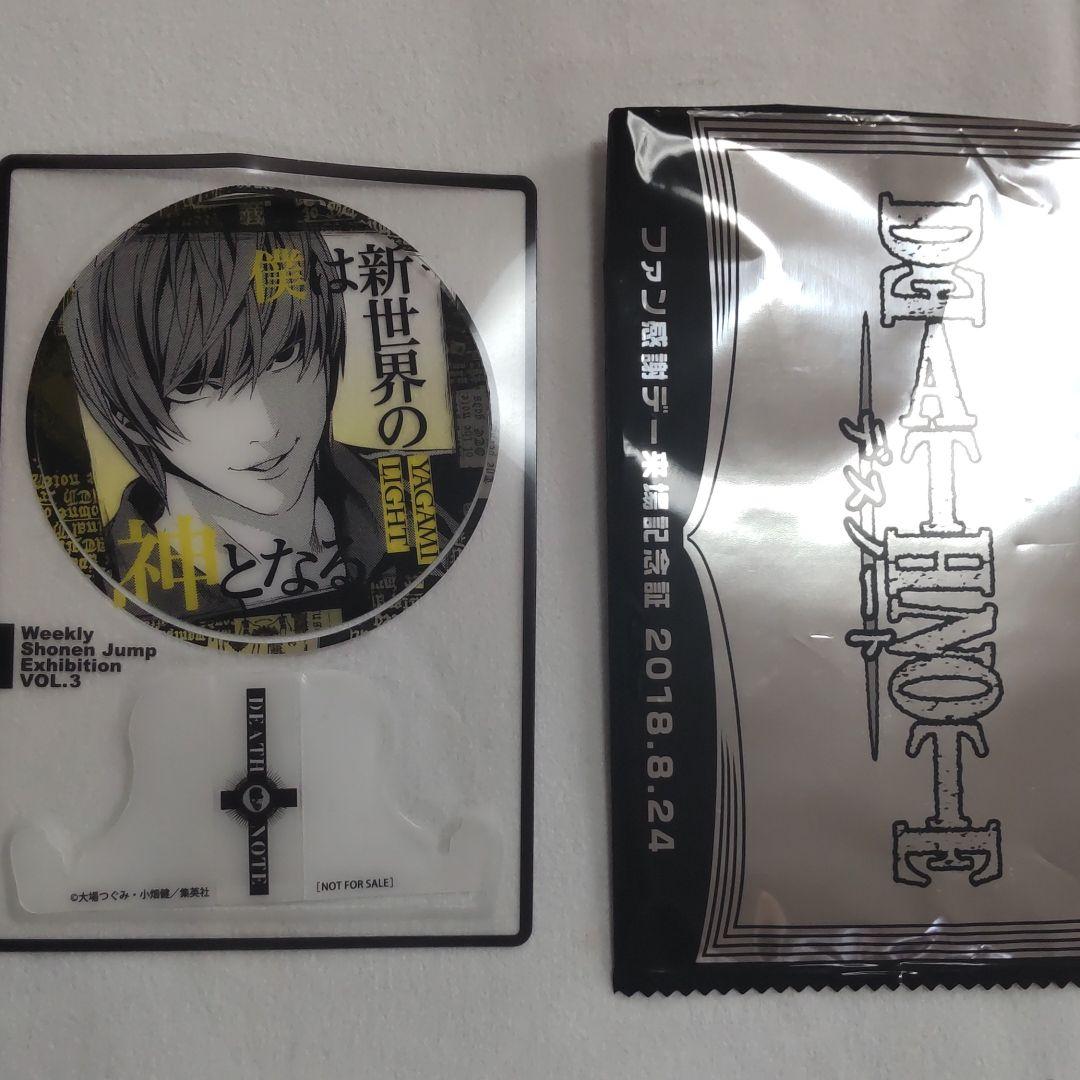 僕は新世界の
神となる
YAGAMI
LIGHT
Weekly
Shonen Jump
Exhibition
VOL.3
DEATH NOTE
©大場つぐみ・小畑健／集英社
[NOT FOR SALE]
ファン感謝デー 来場記念証 2018.8.24
DEATH NOTE
デスノート